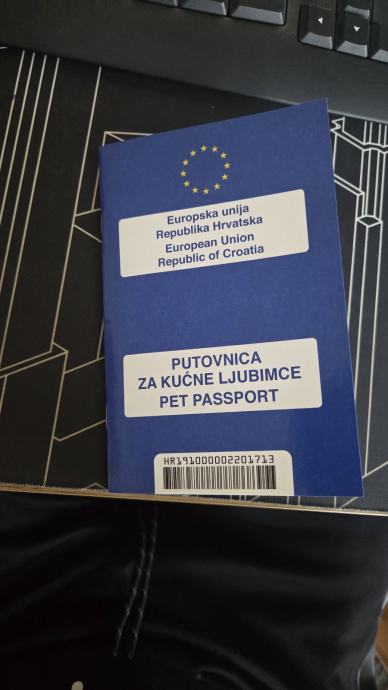 Europska unija
Republika Hrvatska
European Union
Republic of Croatia
PUTOVNICA
ZA KUĆNE LJUBIMCE
PET PASSPORT
HR191000002201713